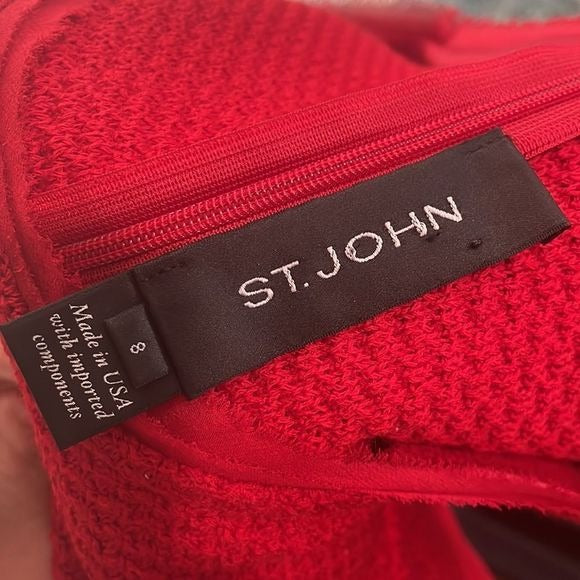 ST. JOHN
8
Made in USA
with imported
components